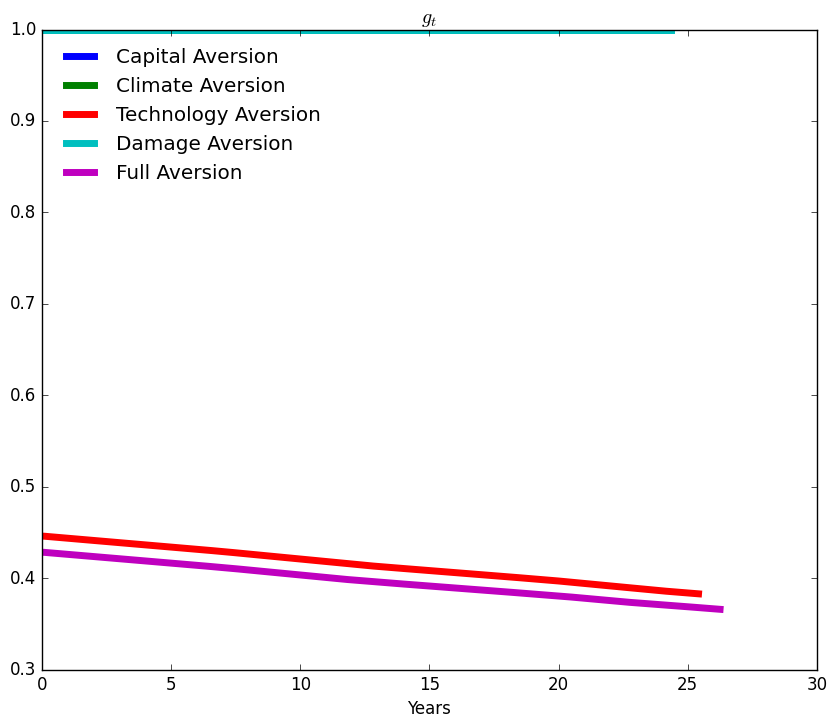 g_t
1.0
0.9
0.8
0.7
0.6
0.5
0.4
0.3
Capital Aversion
Climate Aversion
Technology Aversion
Damage Aversion
Full Aversion
0 5 10 15 20 25 30
Years